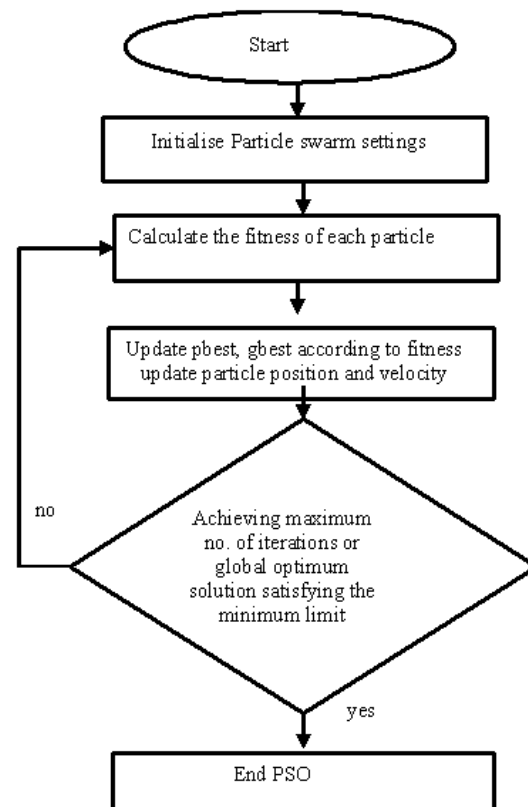 Start
Initialise Particle swarm settings
Calculate the fitness of each particle
Update pbest, gbest according to fitness
update particle position and velocity
no
Achieving maximum
no. of iterations or
global optimum
solution satisfying the
minimum limit
yes
End PSO